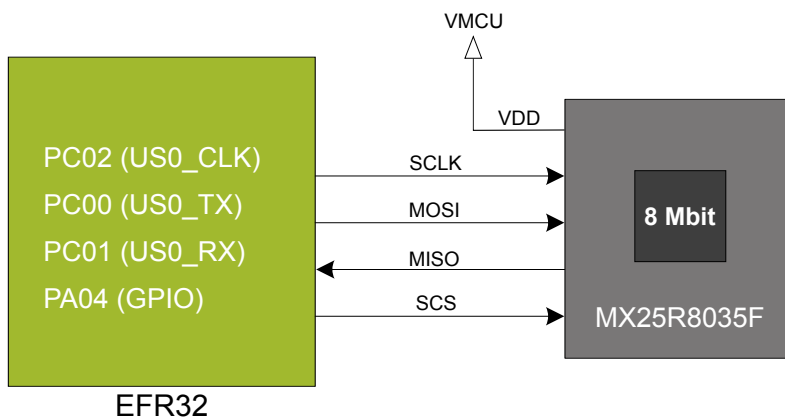 VMCU
VDD
PC02 (US0_CLK)
SCLK
PC00 (US0_TX)
MOSI
8 Mbit
PC01 (US0_RX)
MISO
PA04 (GPIO)
SCS
MX25R8035F
EFR32